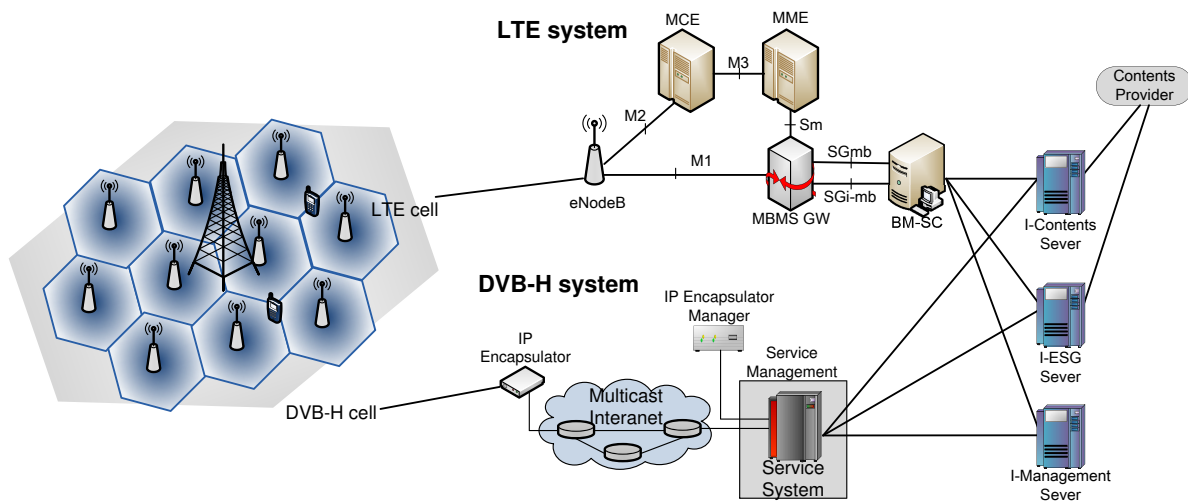 LTE system
MCE
MME
M3
Contents
Provider
M2
Sm
M1
SGmb
SGi-mb
LTE cell
eNodeB
MBMS GW
BM-SC
I-Contents
Sever
DVB-H system
IP Encapsulator
Manager
IP
Encapsulator
Service
Management
I-ESG
Sever
Multicast
Interanet
DVB-H cell
Service
System
I-Management
Sever